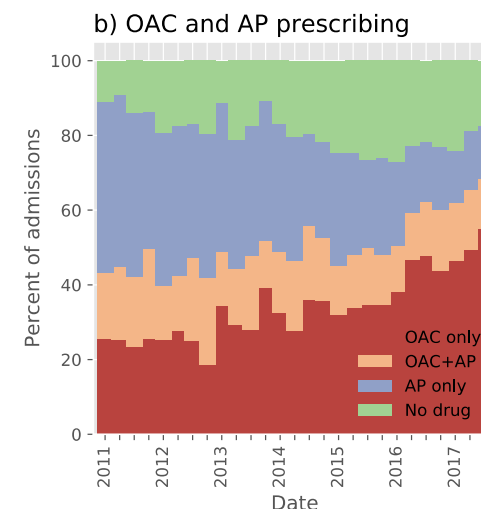 b) OAC and AP prescribing
100
80
60
40
20
0
Percent of admissions
OAC only
OAC+AP
AP only
No drug
2011
2012
2013
2014
2015
2016
2017
Date